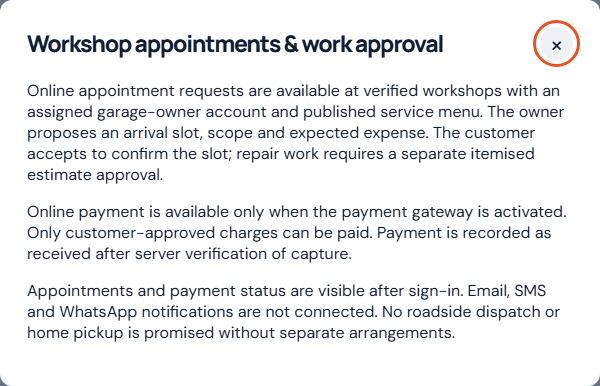 Workshop appointments & work approval
×
Online appointment requests are available at verified workshops with an
assigned garage-owner account and published service menu. The owner
proposes an arrival slot, scope and expected expense. The customer
accepts to confirm the slot; repair work requires a separate itemised
estimate approval.
Online payment is available only when the payment gateway is activated.
Only customer-approved charges can be paid. Payment is recorded as
received after server verification of capture.
Appointments and payment status are visible after sign-in. Email, SMS
and WhatsApp notifications are not connected. No roadside dispatch or
home pickup is promised without separate arrangements.